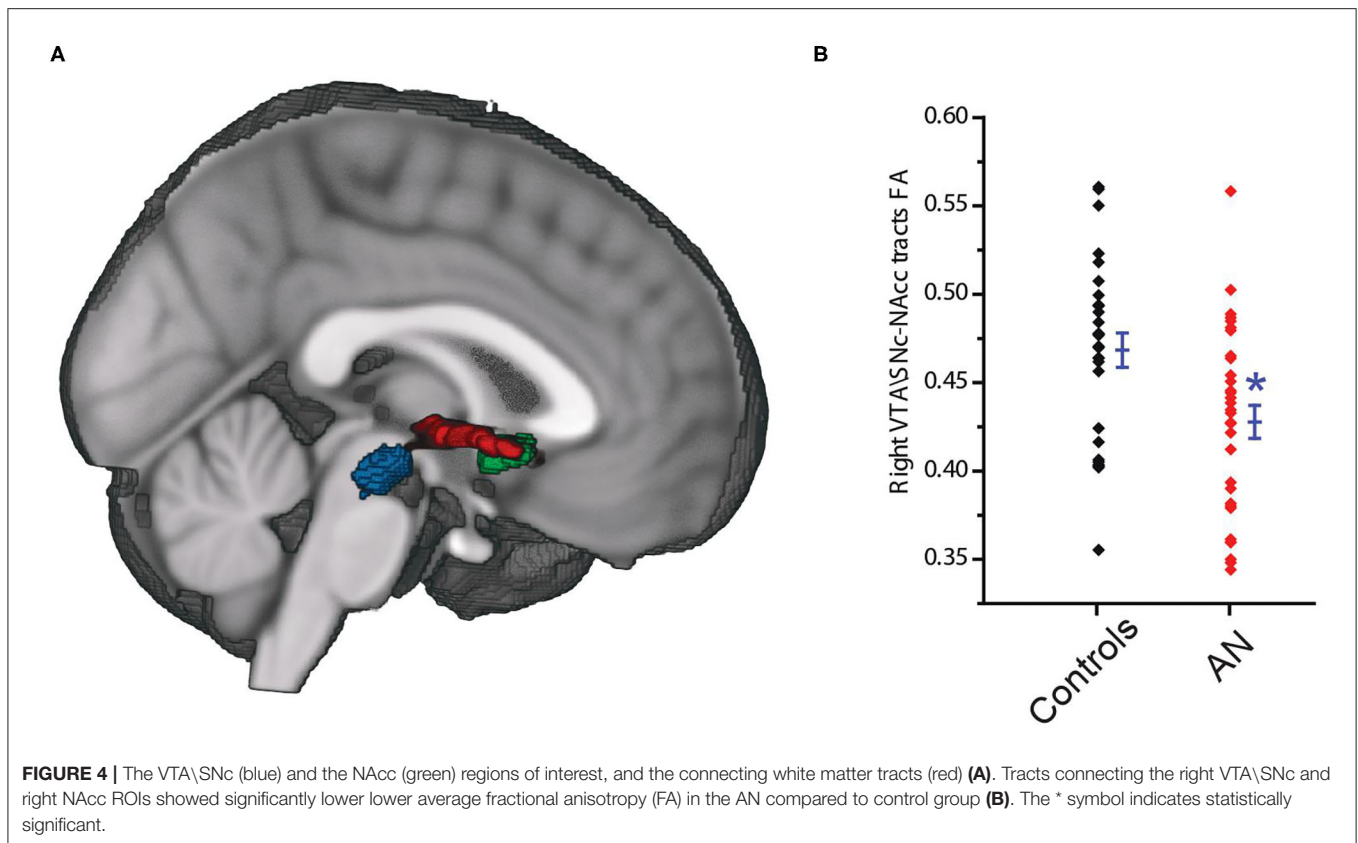 A
B
0.60
0.55
0.50
0.45
0.40
0.35
Right VTA\SNc-NAcc tracts FA
*
Controls
AN
FIGURE 4 | The VTA\SNc (blue) and the NAcc (green) regions of interest, and the connecting white matter tracts (red) (A). Tracts connecting the right VTA\SNc and
right NAcc ROIs showed significantly lower lower average fractional anisotropy (FA) in the AN compared to control group (B). The * symbol indicates statistically
significant.